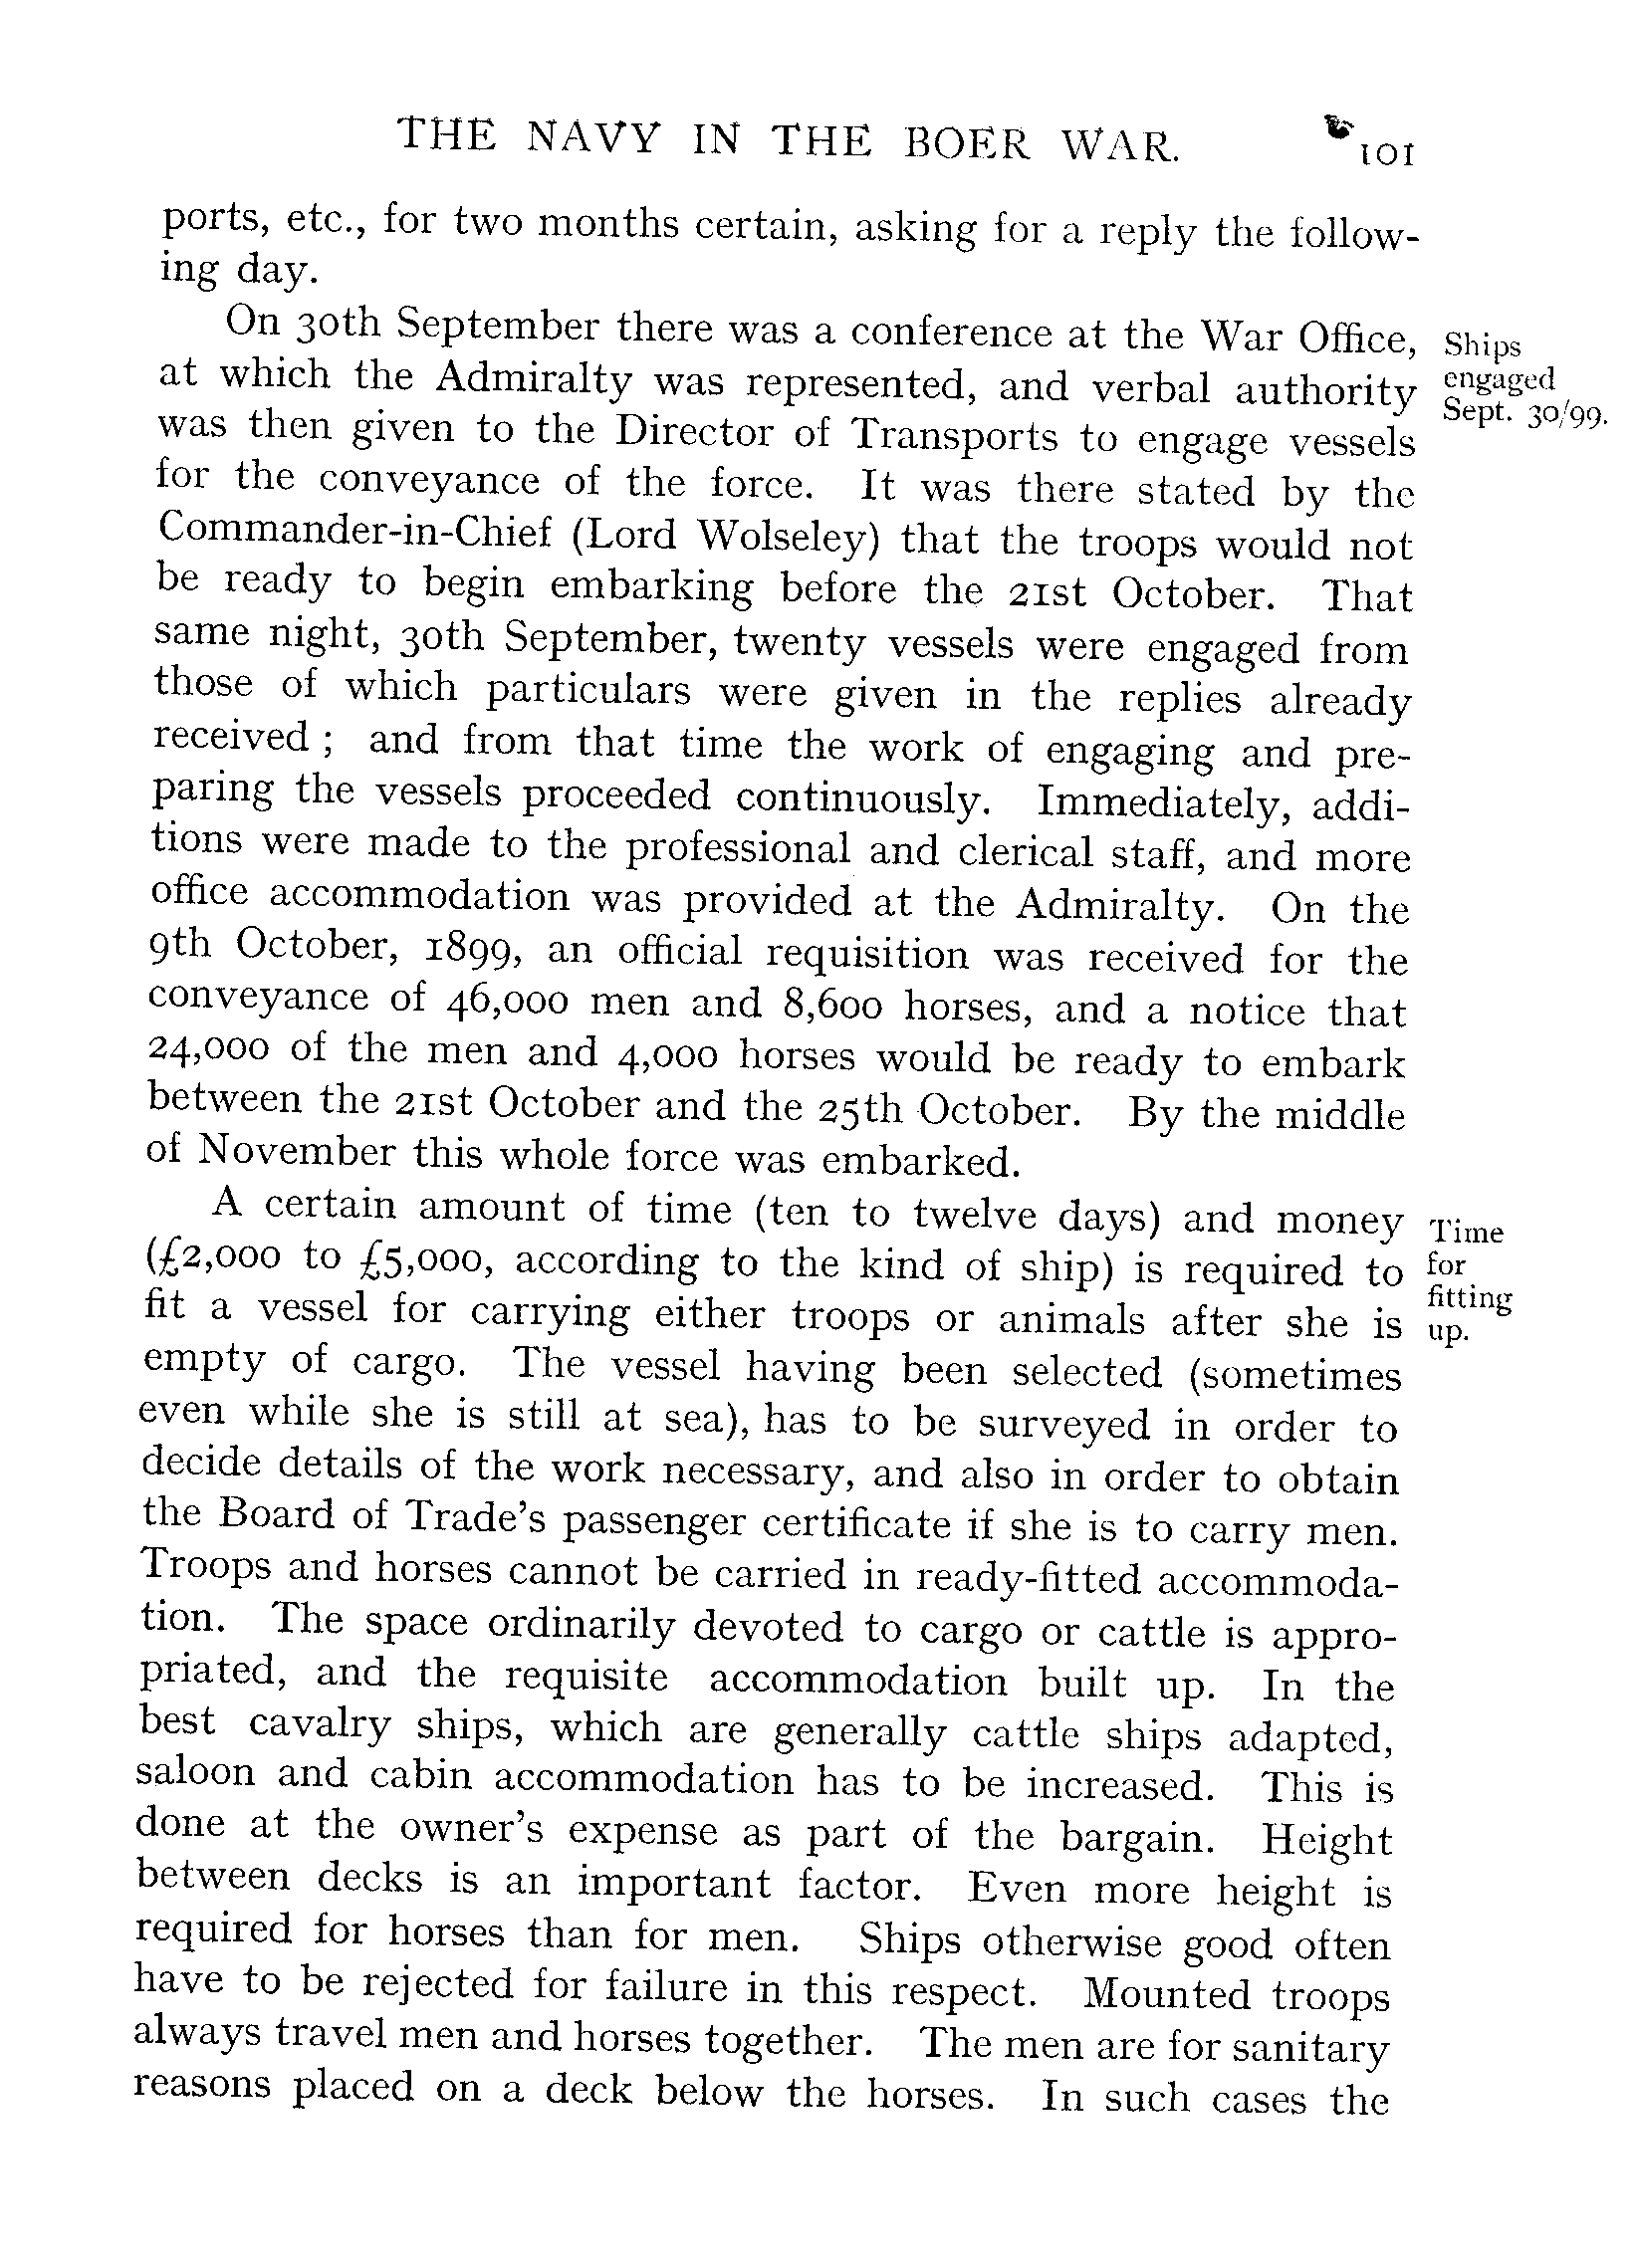 THE NAVY IN THE BOER WAR. 101
ports, etc., for two months certain, asking for a reply the follow-
ing day.
On 30th September there was a conference at the War Office,
at which the Admiralty was represented, and verbal authority
was then given to the Director of Transports to engage vessels
for the conveyance of the force. It was there stated by the
Commander-in-Chief (Lord Wolseley) that the troops would not
be ready to begin embarking before the 21st October. That
same night, 30th September, twenty vessels were engaged from
those of which particulars were given in the replies already
received ; and from that time the work of engaging and pre-
paring the vessels proceeded continuously. Immediately, addi-
tions were made to the professional and clerical staff, and more
office accommodation was provided at the Admiralty. On the
9th October, 1899, an official requisition was received for the
conveyance of 46,000 men and 8,600 horses, and a notice that
24,000 of the men and 4,000 horses would be ready to embark
between the 21st October and the 25th October. By the middle
of November this whole force was embarked.
Ships
engaged
Sept. 30/99.
A certain amount of time (ten to twelve days) and money
(£2,000 to £5,000, according to the kind of ship) is required to
fit a vessel for carrying either troops or animals after she is
empty of cargo. The vessel having been selected (sometimes
even while she is still at sea), has to be surveyed in order to
decide details of the work necessary, and also in order to obtain
the Board of Trade's passenger certificate if she is to carry men.
Troops and horses cannot be carried in ready-fitted accommoda-
tion. The space ordinarily devoted to cargo or cattle is appro-
priated, and the requisite accommodation built up. In the
best cavalry ships, which are generally cattle ships adapted,
saloon and cabin accommodation has to be increased. This is
done at the owner's expense as part of the bargain. Height
between decks is an important factor. Even more height is
required for horses than for men. Ships otherwise good often
have to be rejected for failure in this respect. Mounted troops
always travel men and horses together. The men are for sanitary
reasons placed on a deck below the horses. In such cases the
Time
for
fitting
up.